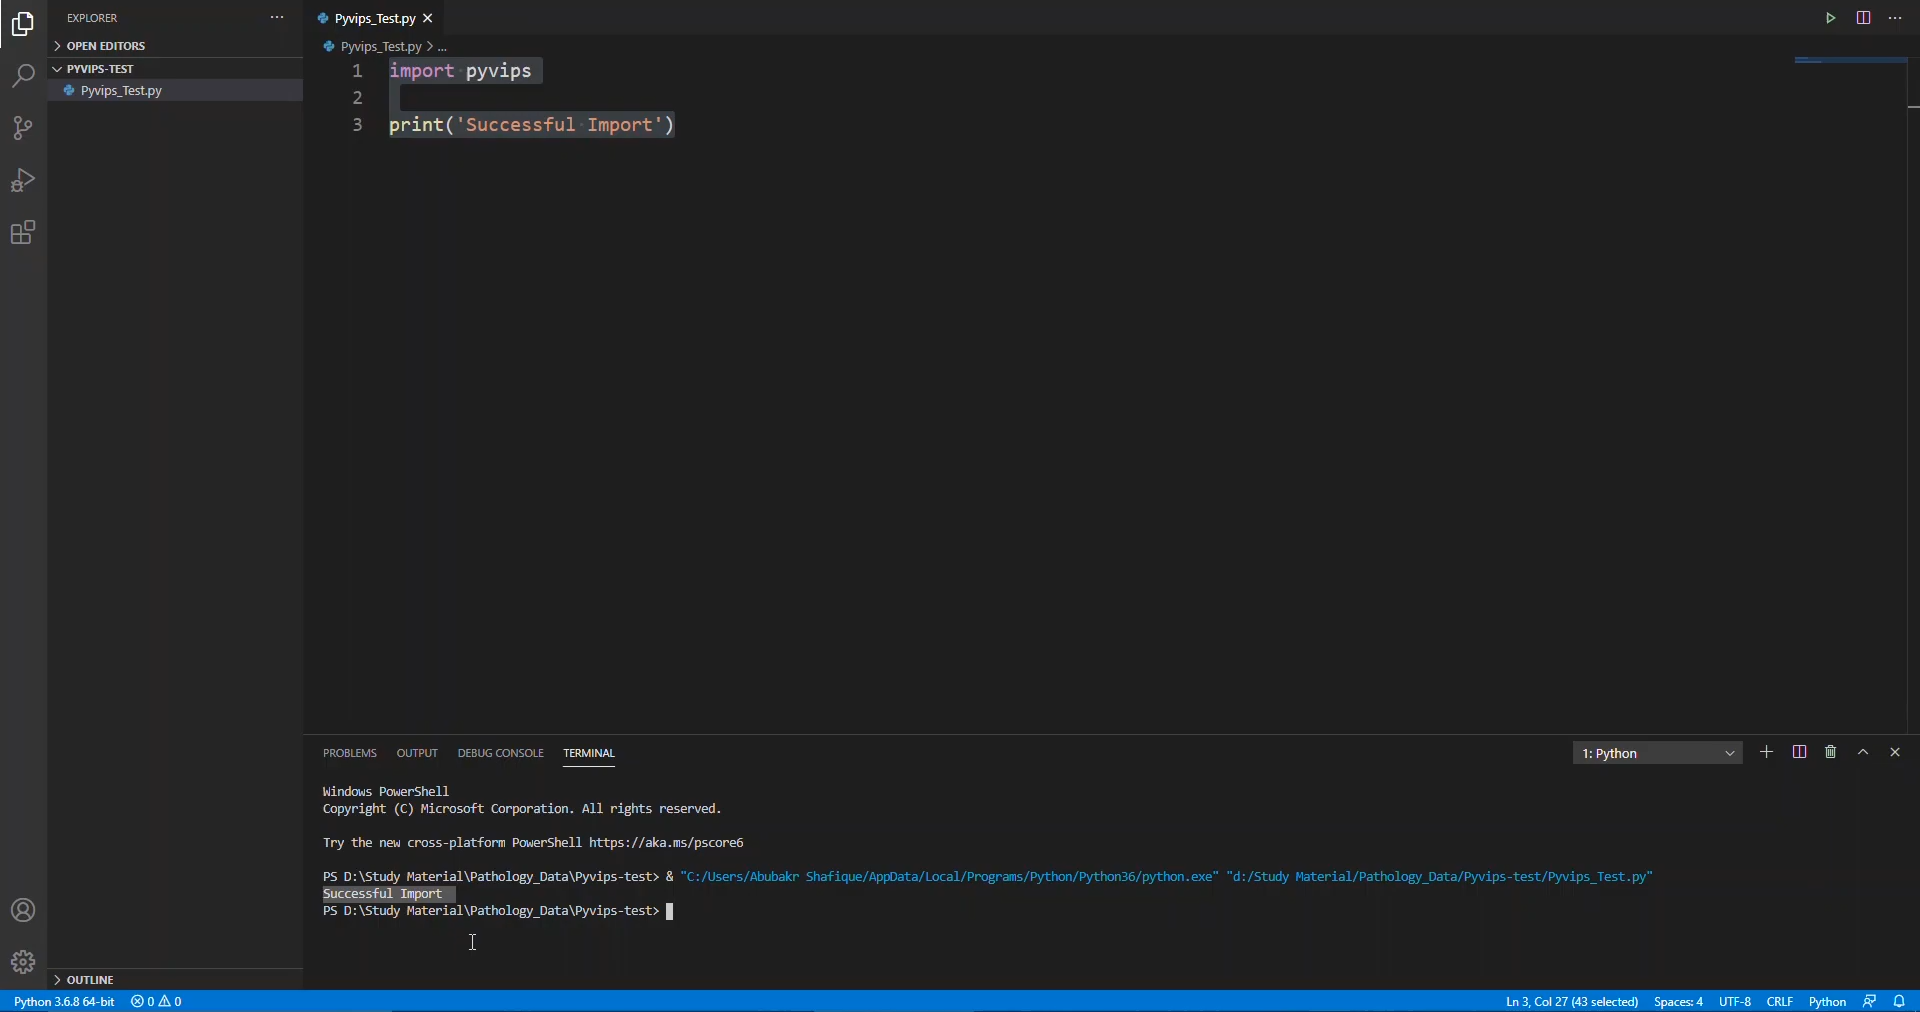 EXPLORER
OPEN EDITORS
PYVIPS-TEST
Pyvips_Test.py
Pyvips_Test.py
Pyvips_Test.py > ...
1 import pyvips
2
3 print('Successful Import')
PROBLEMS OUTPUT DEBUG CONSOLE TERMINAL
1: Python
Windows PowerShell
Copyright (C) Microsoft Corporation. All rights reserved.
Try the new cross-platform PowerShell https://aka.ms/pscore6
PS D:\Study Material\Pathology_Data\Pyvips-test> & "C:/Users/Abubakr Shafique/AppData/Local/Programs/Python/Python36/python.exe" "d:/Study Material/Pathology_Data/Pyvips-test/Pyvips_Test.py"
Successful Import
PS D:\Study Material\Pathology_Data\Pyvips-test>
OUTLINE
Python 3.6.8 64-bit 0 0 Ln 3, Col 27 (43 selected) Spaces: 4 UTF-8 CRLF Python